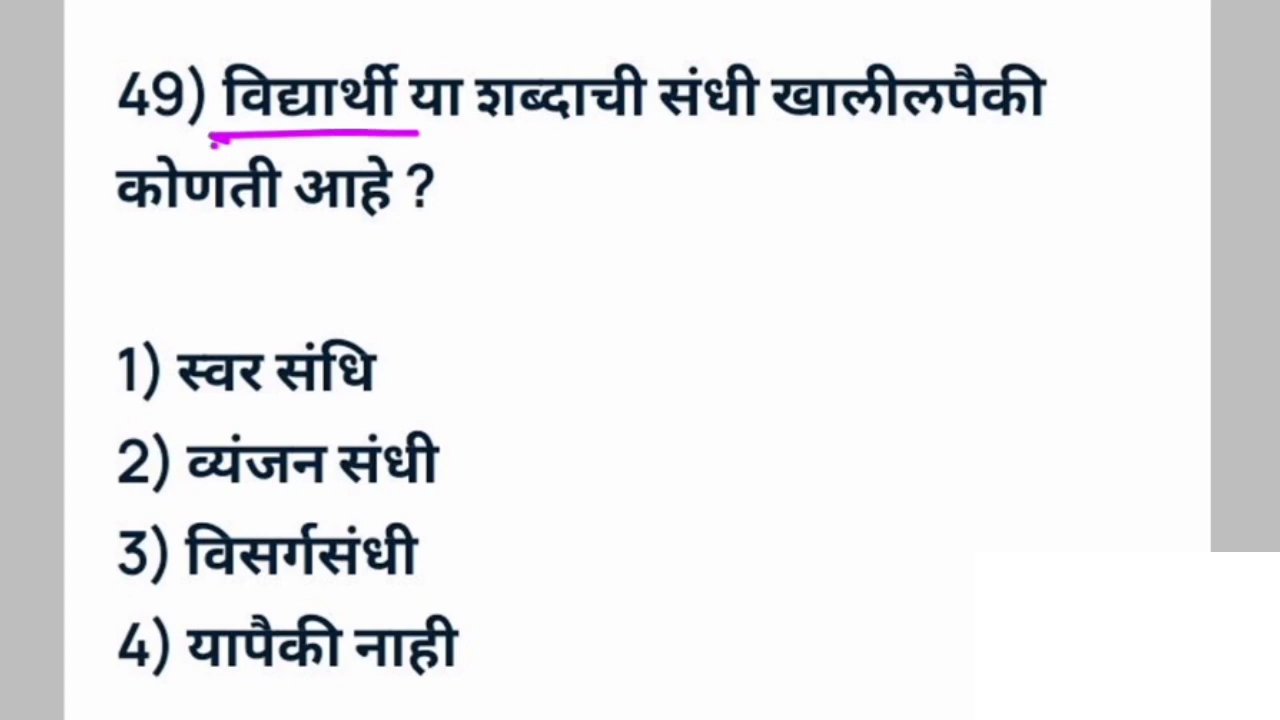 49) विद्यार्थी या शब्दाची संधी खालीलपैकी
कोणती आहे ?
1) स्वर संधि
2) व्यंजन संधी
3) विसर्गसंधी
4) यापैकी नाही